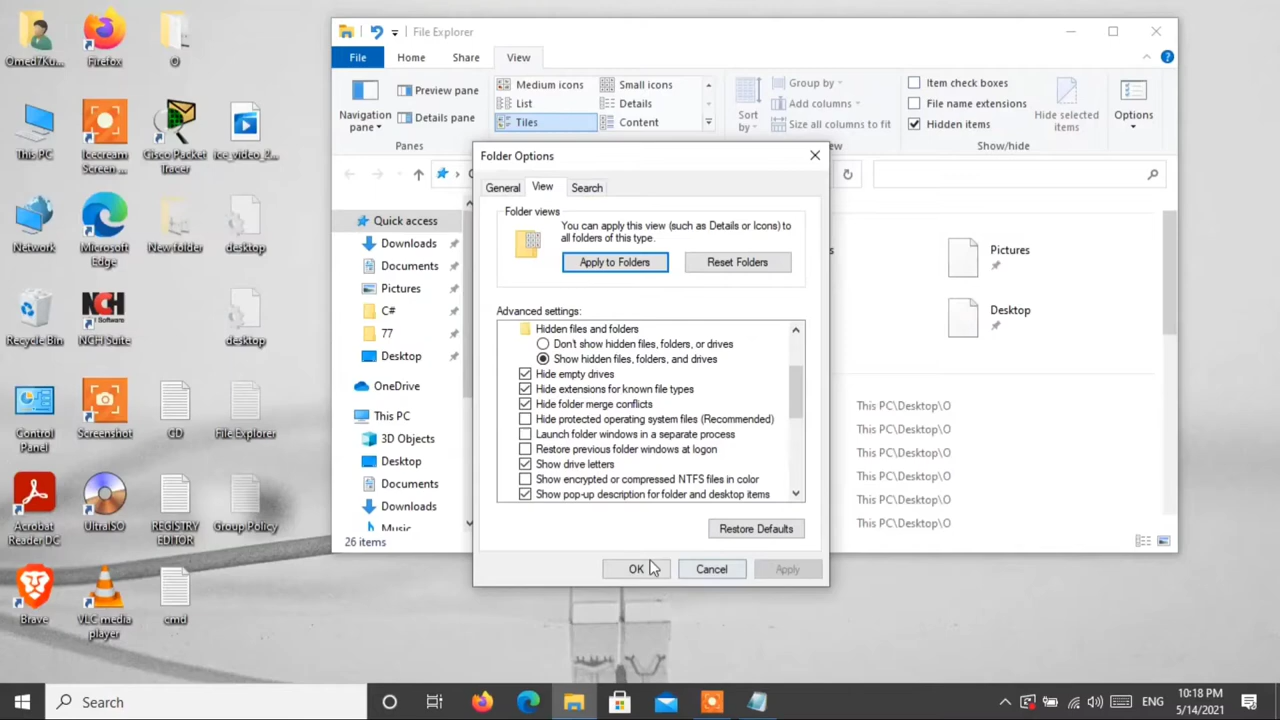 Omed7Ku...
Firefox
O
This PC
Icecream
Screen ...
Cisco Packet
Tracer
ice_video_2...
Network
Microsoft
Edge
New folder
desktop
Recycle Bin
NCH
Software
NCH Suite
desktop
Control
Panel
Screenshot
CD
File Explorer
Acrobat
Reader DC
UltraISO
REGISTRY
EDITOR
Group Policy
Brave
VLC media
player
cmd
File Explorer
File
Home
Share
View
Navigation
pane
Preview pane
Details pane
Panes
Medium icons
Small icons
List
Details
Tiles
Content
Sort
by
Group by
Add columns
Size all columns to fit
Item check boxes
File name extensions
Hidden items
Hide selected
items
Show/hide
Options
Quick access
Downloads
Documents
Pictures
C#
77
Desktop
OneDrive
This PC
3D Objects
Desktop
Documents
Downloads
Music
26 items
Pictures
Desktop
This PC\Desktop\O
This PC\Desktop\O
This PC\Desktop\O
This PC\Desktop\O
This PC\Desktop\O
This PC\Desktop\O
Folder Options
General
View
Search
Folder views
You can apply this view (such as Details or Icons) to
all folders of this type.
Apply to Folders
Reset Folders
Advanced settings:
Hidden files and folders
Don't show hidden files, folders, or drives
Show hidden files, folders, and drives
Hide empty drives
Hide extensions for known file types
Hide folder merge conflicts
Hide protected operating system files (Recommended)
Launch folder windows in a separate process
Restore previous folder windows at logon
Show drive letters
Show encrypted or compressed NTFS files in color
Show pop-up description for folder and desktop items
Restore Defaults
OK
Cancel
Apply
Search
ENG
10:18 PM
5/14/2021